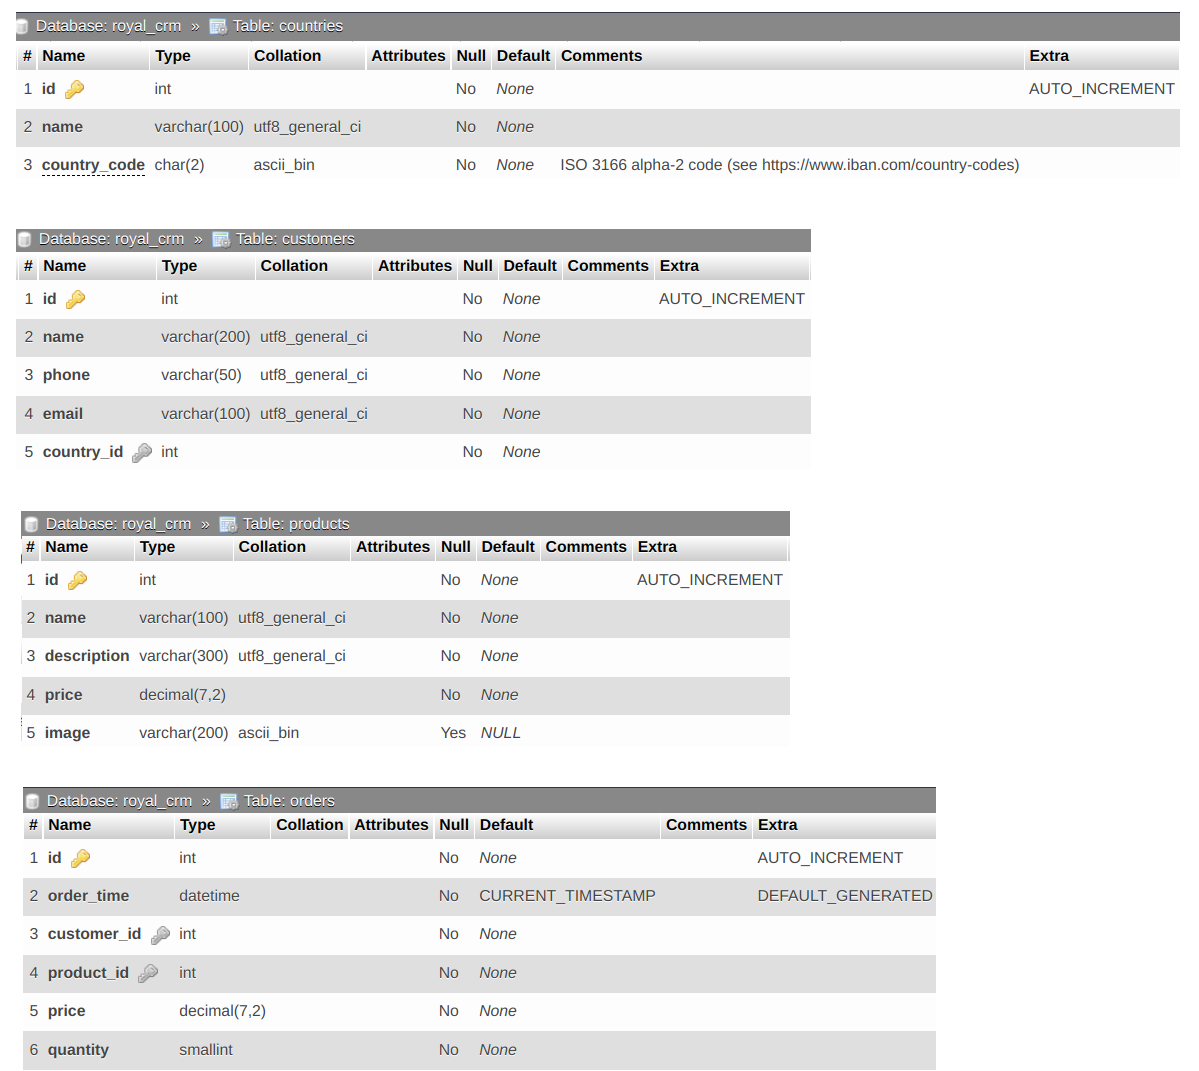 Database: royal_crm » Table: countries
# Name Type Collation Attributes Null Default Comments Extra
1 id int No None AUTO_INCREMENT
2 name varchar(100) utf8_general_ci No None
3 country_code char(2) ascii_bin No None ISO 3166 alpha-2 code (see https://www.iban.com/country-codes)
Database: royal_crm » Table: customers
# Name Type Collation Attributes Null Default Comments Extra
1 id int No None AUTO_INCREMENT
2 name varchar(200) utf8_general_ci No None
3 phone varchar(50) utf8_general_ci No None
4 email varchar(100) utf8_general_ci No None
5 country_id int No None
Database: royal_crm » Table: products
# Name Type Collation Attributes Null Default Comments Extra
1 id int No None AUTO_INCREMENT
2 name varchar(100) utf8_general_ci No None
3 description varchar(300) utf8_general_ci No None
4 price decimal(7,2) No None
5 image varchar(200) ascii_bin Yes NULL
Database: royal_crm » Table: orders
# Name Type Collation Attributes Null Default Comments Extra
1 id int No None AUTO_INCREMENT
2 order_time datetime No CURRENT_TIMESTAMP DEFAULT_GENERATED
3 customer_id int No None
4 product_id int No None
5 price decimal(7,2) No None
6 quantity smallint No None